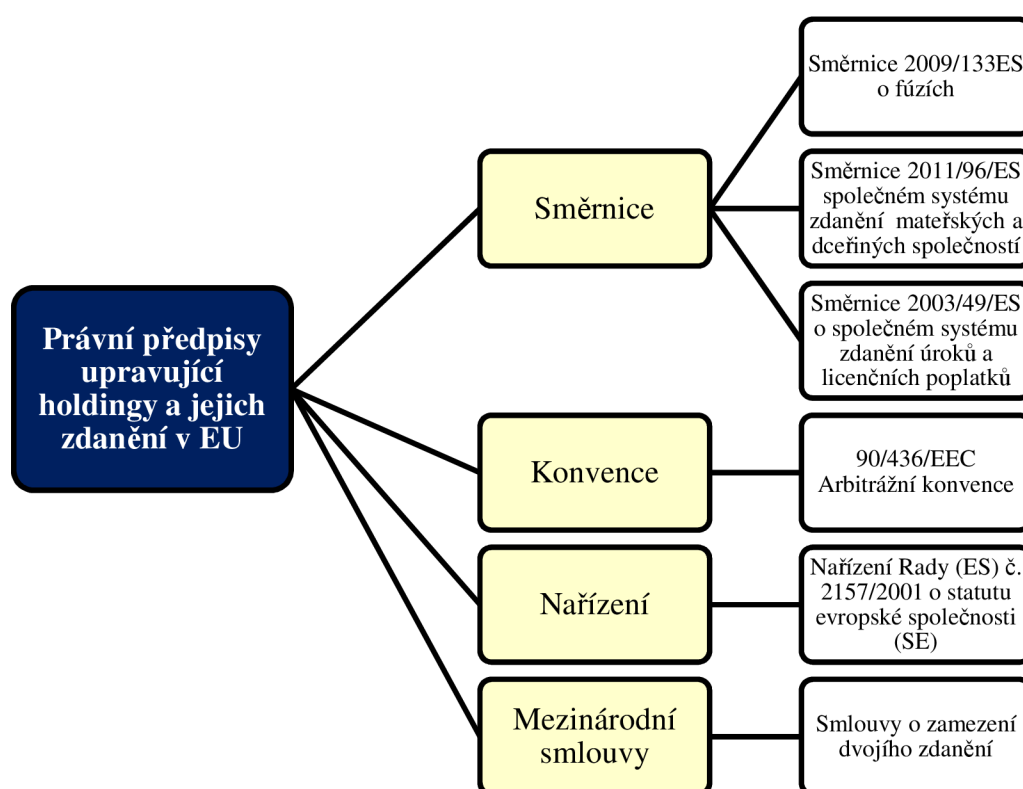 Právní předpisy
upravující
holdingy a jejich
zdanění v EU
Směrnice
Směrnice 2009/133ES
o fúzích
Směrnice 2011/96/ES
společném systému
zdanění  mateřských a
dceřiných společností
Směrnice 2003/49/ES
o společném systému
zdanění úroků a
licenčních poplatků
Konvence
90/436/EEC
Arbitrážní konvence
Nařízení
Nařízení Rady (ES) č.
2157/2001 o statutu
evropské společnosti
(SE)
Mezinárodní
smlouvy
Smlouvy o zamezení
dvojího zdanění